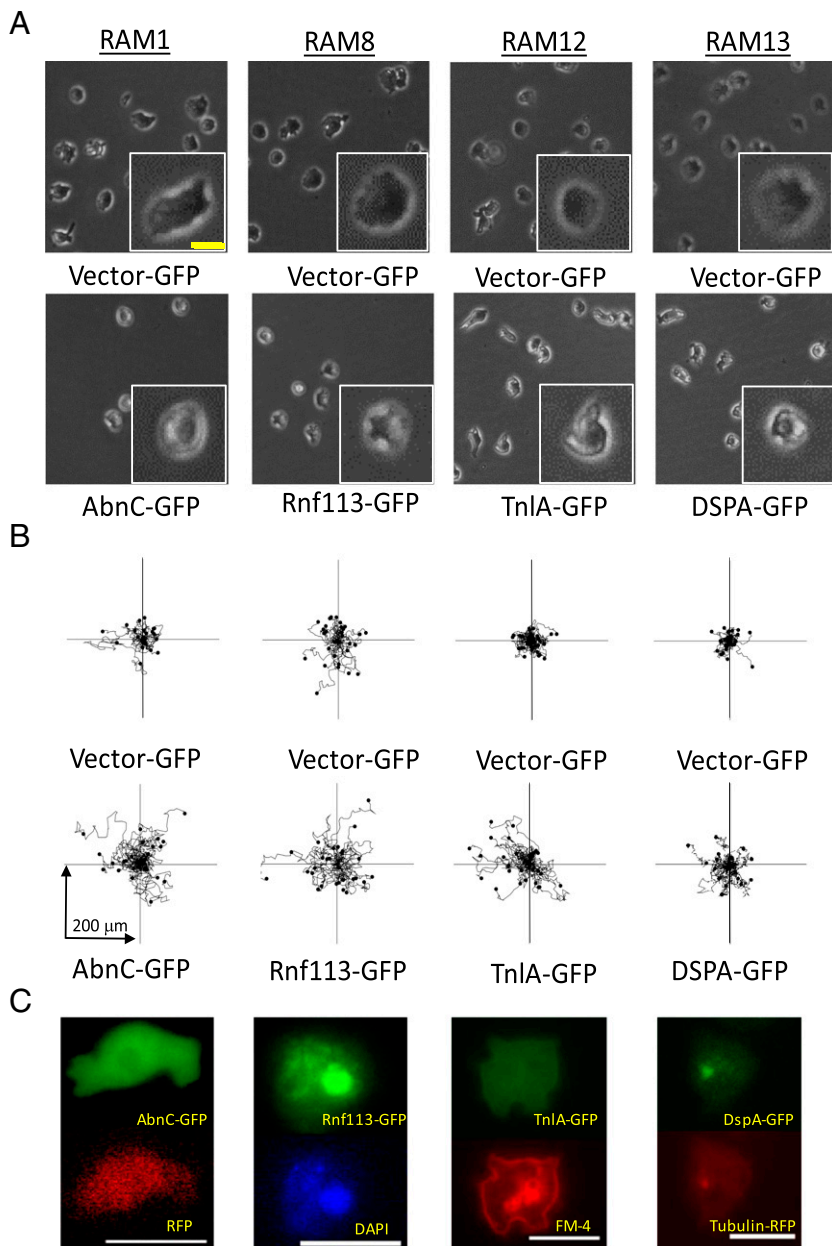 A
RAM1 RAM8 RAM12 RAM13
Vector-GFP Vector-GFP Vector-GFP Vector-GFP
AbnC-GFP Rnf113-GFP TnlA-GFP DSPA-GFP
B
Vector-GFP Vector-GFP Vector-GFP Vector-GFP
200 μm
AbnC-GFP Rnf113-GFP TnlA-GFP DSPA-GFP
C
AbnC-GFP Rnf113-GFP TnlA-GFP DspA-GFP
RFP DAPI FM-4 Tubulin-RFP